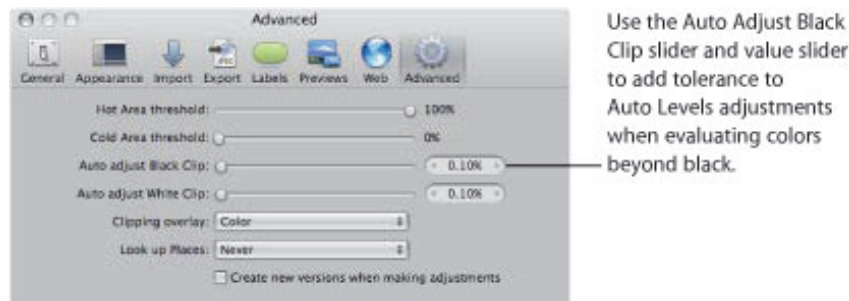 Advanced
General Appearance Import Export Labels Previews Web Advanced
Hot Area threshold: 100%
Cold Area threshold: 0%
Auto adjust Black Clip: 0.10%
Auto adjust White Clip: 0.10%
Clipping overlay: Color
Look up Places: Never
Create new versions when making adjustments
Use the Auto Adjust Black
Clip slider and value slider
to add tolerance to
Auto Levels adjustments
when evaluating colors
beyond black.